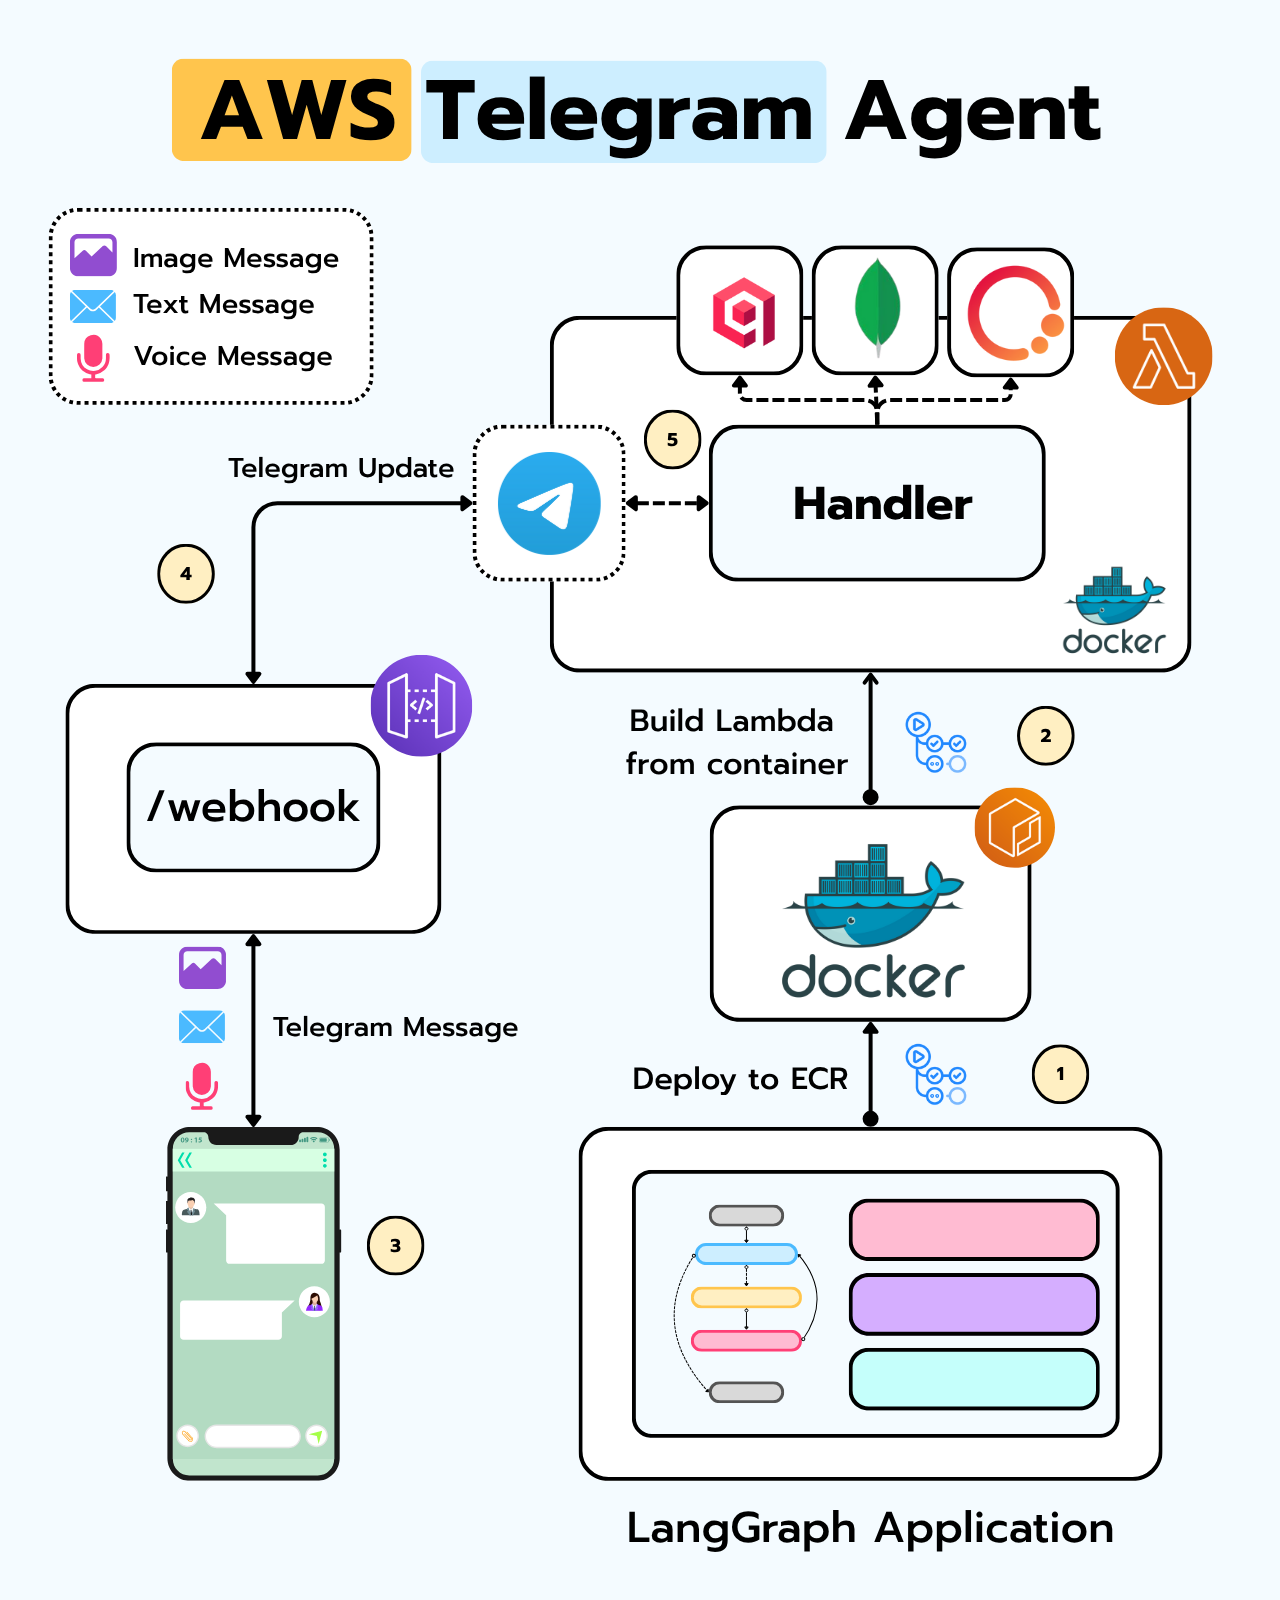 AWS Telegram Agent
Image Message
Text Message
Voice Message
5
Telegram Update
Handler
4
docker
Build Lambda
from container
2
</>
/webhook
docker
Telegram Message
Deploy to ECR
1
09:15
3
LangGraph Application